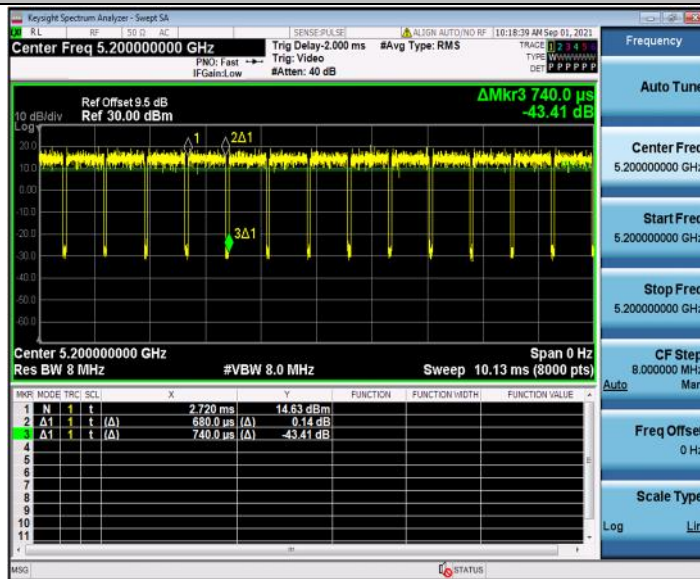 Keysight Spectrum Analyzer - Swept SA
RL RF 50 Ω AC SENSE:PULSE ALIGN AUTO/NO RF 10:18:39 AM Sep 01, 2021
Center Freq 5.200000000 GHz
PNO: Fast
IFGain:Low
Trig Delay-2.000 ms
Trig: Video
#Atten: 40 dB
#Avg Type: RMS
TRACE 1 2 3 4 5 6
TYPE W
DET P P P P P P
Ref Offset 9.5 dB
10 dB/div Ref 30.00 dBm
Log
ΔMkr3 740.0 µs
-43.41 dB
20.0
10.0
0.00
-10.0
-20.0
-30.0
-40.0
-50.0
-60.0
1
2Δ1
3Δ1
Center 5.200000000 GHz Span 0 Hz
Res BW 8 MHz #VBW 8.0 MHz Sweep 10.13 ms (8000 pts)
MKR MODE TRC SCL X Y FUNCTION FUNCTION WIDTH FUNCTION VALUE
1 N 1 t 2.720 ms 14.63 dBm
2 Δ1 1 t (Δ) 680.0 µs (Δ) 0.14 dB
3 Δ1 1 t (Δ) 740.0 µs (Δ) -43.41 dB
4
5
6
7
8
9
10
11
MSG STATUS
Frequency
Auto Tune
Center Freq
5.200000000 GHz
Start Freq
5.200000000 GHz
Stop Freq
5.200000000 GHz
CF Step
8.000000 MHz
Auto Man
Freq Offset
0 Hz
Scale Type
Log Lin